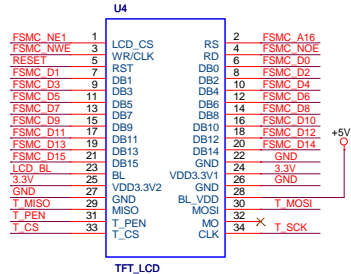 U4
FSMC_NE1 1 LCD_CS RS 2 FSMC_A16
FSMC_NWE 3 WR/CLK RD 4 FSMC_NOE
RESET 5 RST DB0 6 FSMC_D0
FSMC_D1 7 DB1 DB2 8 FSMC_D2
FSMC_D3 9 DB3 DB4 10 FSMC_D4
FSMC_D5 11 DB5 DB6 12 FSMC_D6
FSMC_D7 13 DB7 DB8 14 FSMC_D8
FSMC_D9 15 DB9 DB10 16 FSMC_D10
FSMC_D11 17 DB11 DB12 18 FSMC_D12
FSMC_D13 19 DB13 DB14 20 FSMC_D14
+5V
FSMC_D15 21 DB15 GND 22 GND
LCD_BL 23 BL VDD3.3V1 24 3.3V
3.3V 25 VDD3.3V2 GND 26 GND
GND 27 GND BL_VDD 28
T_MISO 29 MISO MOSI 30 T_MOSI
T_PEN 31 T_PEN MO 32
T_CS 33 T_CS CLK 34 T_SCK
TFT_LCD